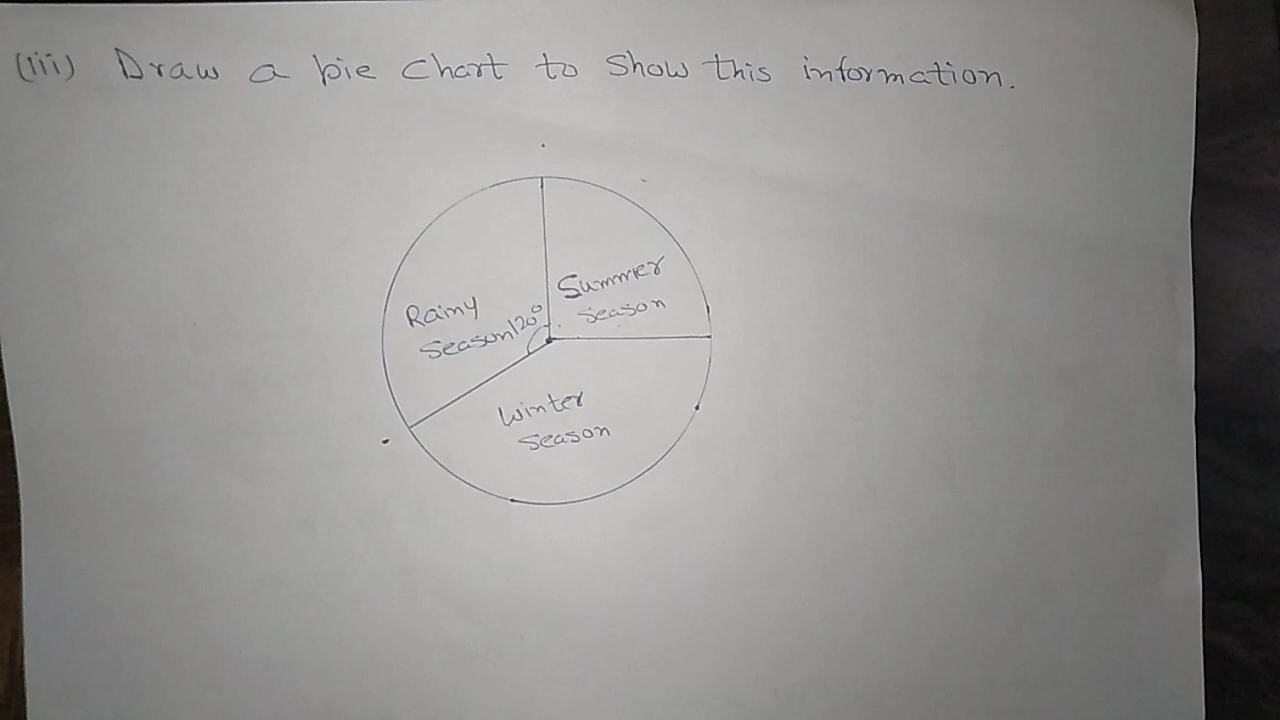 (iii) Draw a pie chart to show this information.
Summer
season
Rainy
season 120°
Winter
season